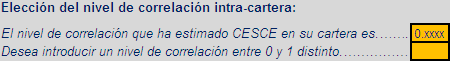 Elección del nivel de correlación intra-cartera:
El nivel de correlación que ha estimado CESCE en su cartera es........ 0.xxxx
Desea introducir un nivel de correlación entre 0 y 1 distinto................